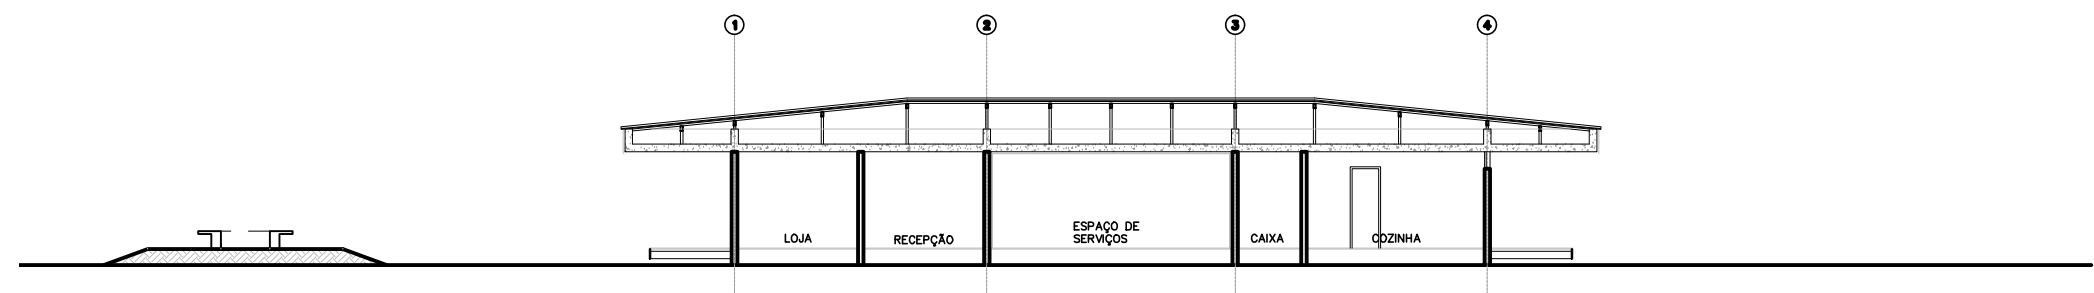 1
2
3
4
LOJA
RECEPÇÃO
ESPAÇO DE
SERVIÇOS
CAIXA
COZINHA